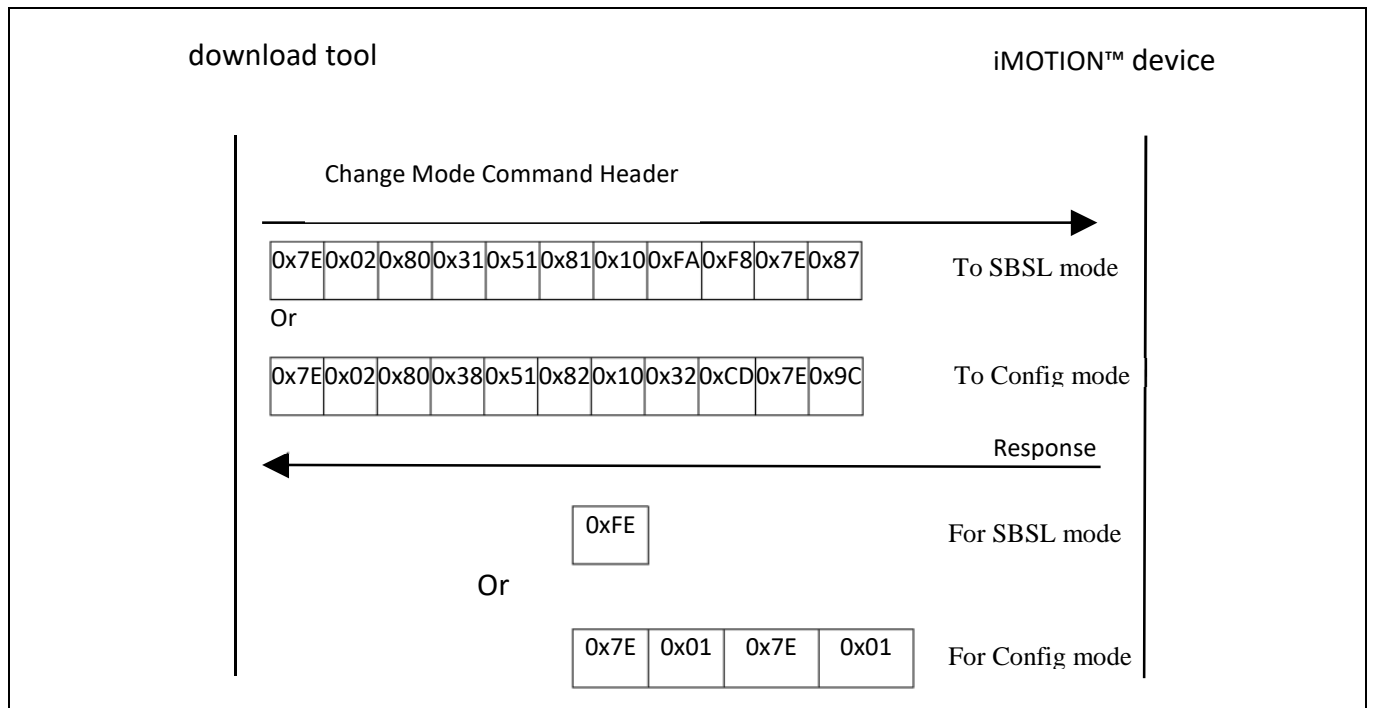 download tool
iMOTION™ device
Change Mode Command Header
0x7E 0x02 0x80 0x31 0x51 0x81 0x10 0xFA 0xF8 0x7E 0x87 To SBSL mode
Or
0x7E 0x02 0x80 0x38 0x51 0x82 0x10 0x32 0xCD 0x7E 0x9C To Config mode
Response
0xFE For SBSL mode
Or
0x7E 0x01 0x7E 0x01 For Config mode